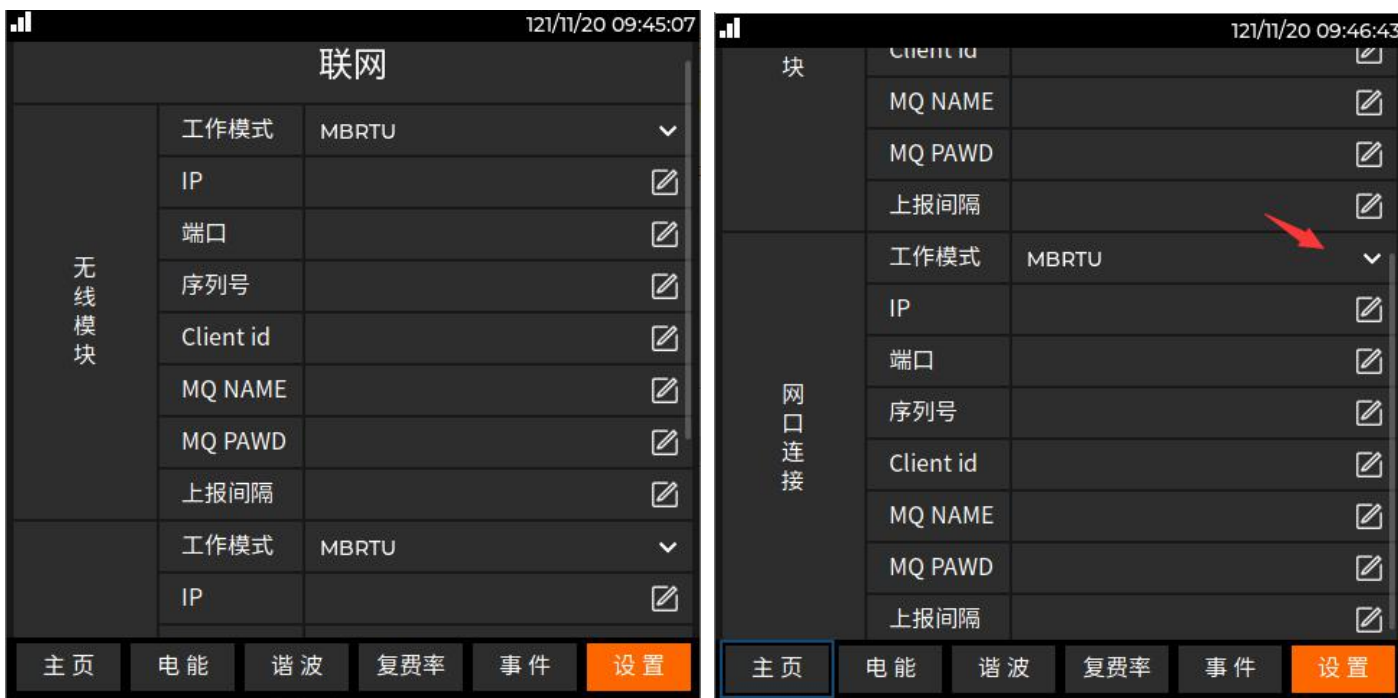 121/11/20 09:45:07
联网
无线模块
工作模式 MBRTU
IP
端口
序列号
Client id
MQ NAME
MQ PAWD
上报间隔
工作模式 MBRTU
IP
主页 电能 谐波 复费率 事件 设置
121/11/20 09:46:43
块
Client id
MQ NAME
MQ PAWD
上报间隔
网口连接
工作模式 MBRTU
IP
端口
序列号
Client id
MQ NAME
MQ PAWD
上报间隔
主页 电能 谐波 复费率 事件 设置